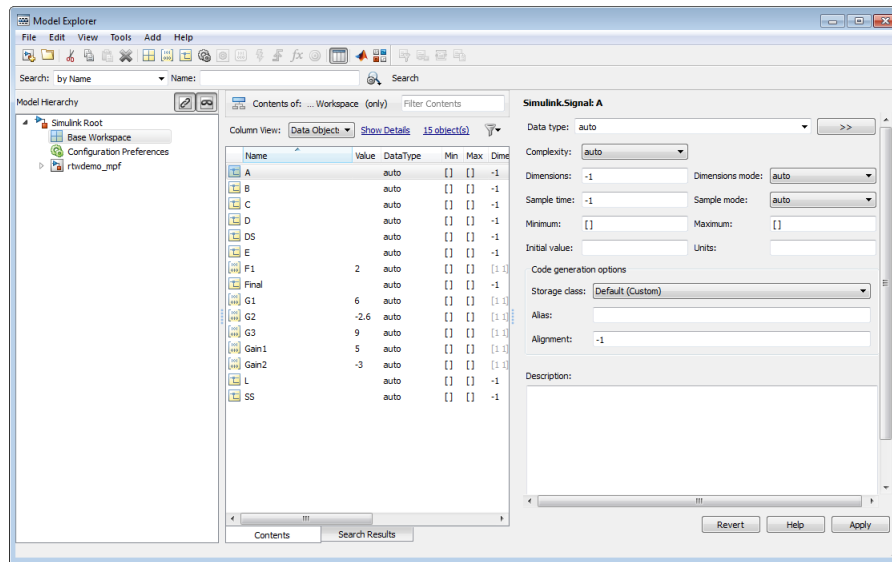 Model Explorer
File Edit View Tools Add Help
Search: by Name Name: Search
Model Hierarchy
Simulink Root
Base Workspace
Configuration Preferences
rtwdemo_mpf
Contents of: ... Workspace (only) Filter Contents
Column View: Data Objects Show Details 15 object(s)
Name Value DataType Min Max Dime
A auto [ ] [ ] -1
B auto [ ] [ ] -1
C auto [ ] [ ] -1
D auto [ ] [ ] -1
DS auto [ ] [ ] -1
E auto [ ] [ ] -1
F1 2 auto [ ] [ ] [1 1]
Final auto [ ] [ ] -1
G1 6 auto [ ] [ ] [1 1]
G2 -2.6 auto [ ] [ ] [1 1]
G3 9 auto [ ] [ ] [1 1]
Gain1 5 auto [ ] [ ] [1 1]
Gain2 -3 auto [ ] [ ] [1 1]
L auto [ ] [ ] -1
SS auto [ ] [ ] -1
Contents Search Results
Simulink.Signal: A
Data type: auto >>
Complexity: auto
Dimensions: -1 Dimensions mode: auto
Sample time: -1 Sample mode: auto
Minimum: [ ] Maximum: [ ]
Initial value: Units:
Code generation options
Storage class: Default (Custom)
Alias:
Alignment: -1
Description:
Revert Help Apply